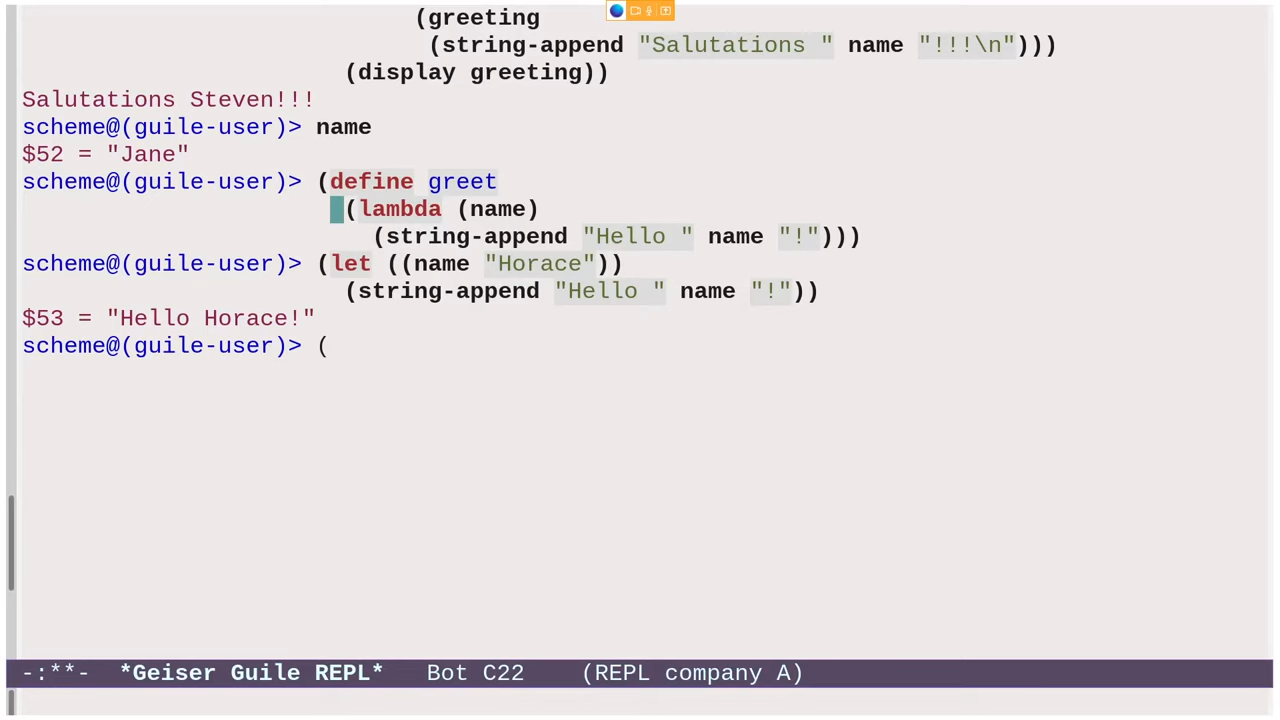 (greeting
(string-append "Salutations " name "!!!\n")))
(display greeting))
Salutations Steven!!!
scheme@(guile-user)> name
$52 = "Jane"
scheme@(guile-user)> (define greet
(lambda (name)
(string-append "Hello " name "!")))
scheme@(guile-user)> (let ((name "Horace"))
(string-append "Hello " name "!"))
$53 = "Hello Horace!"
scheme@(guile-user)> (
-:**-  *Geiser Guile REPL*   Bot C22    (REPL company A)